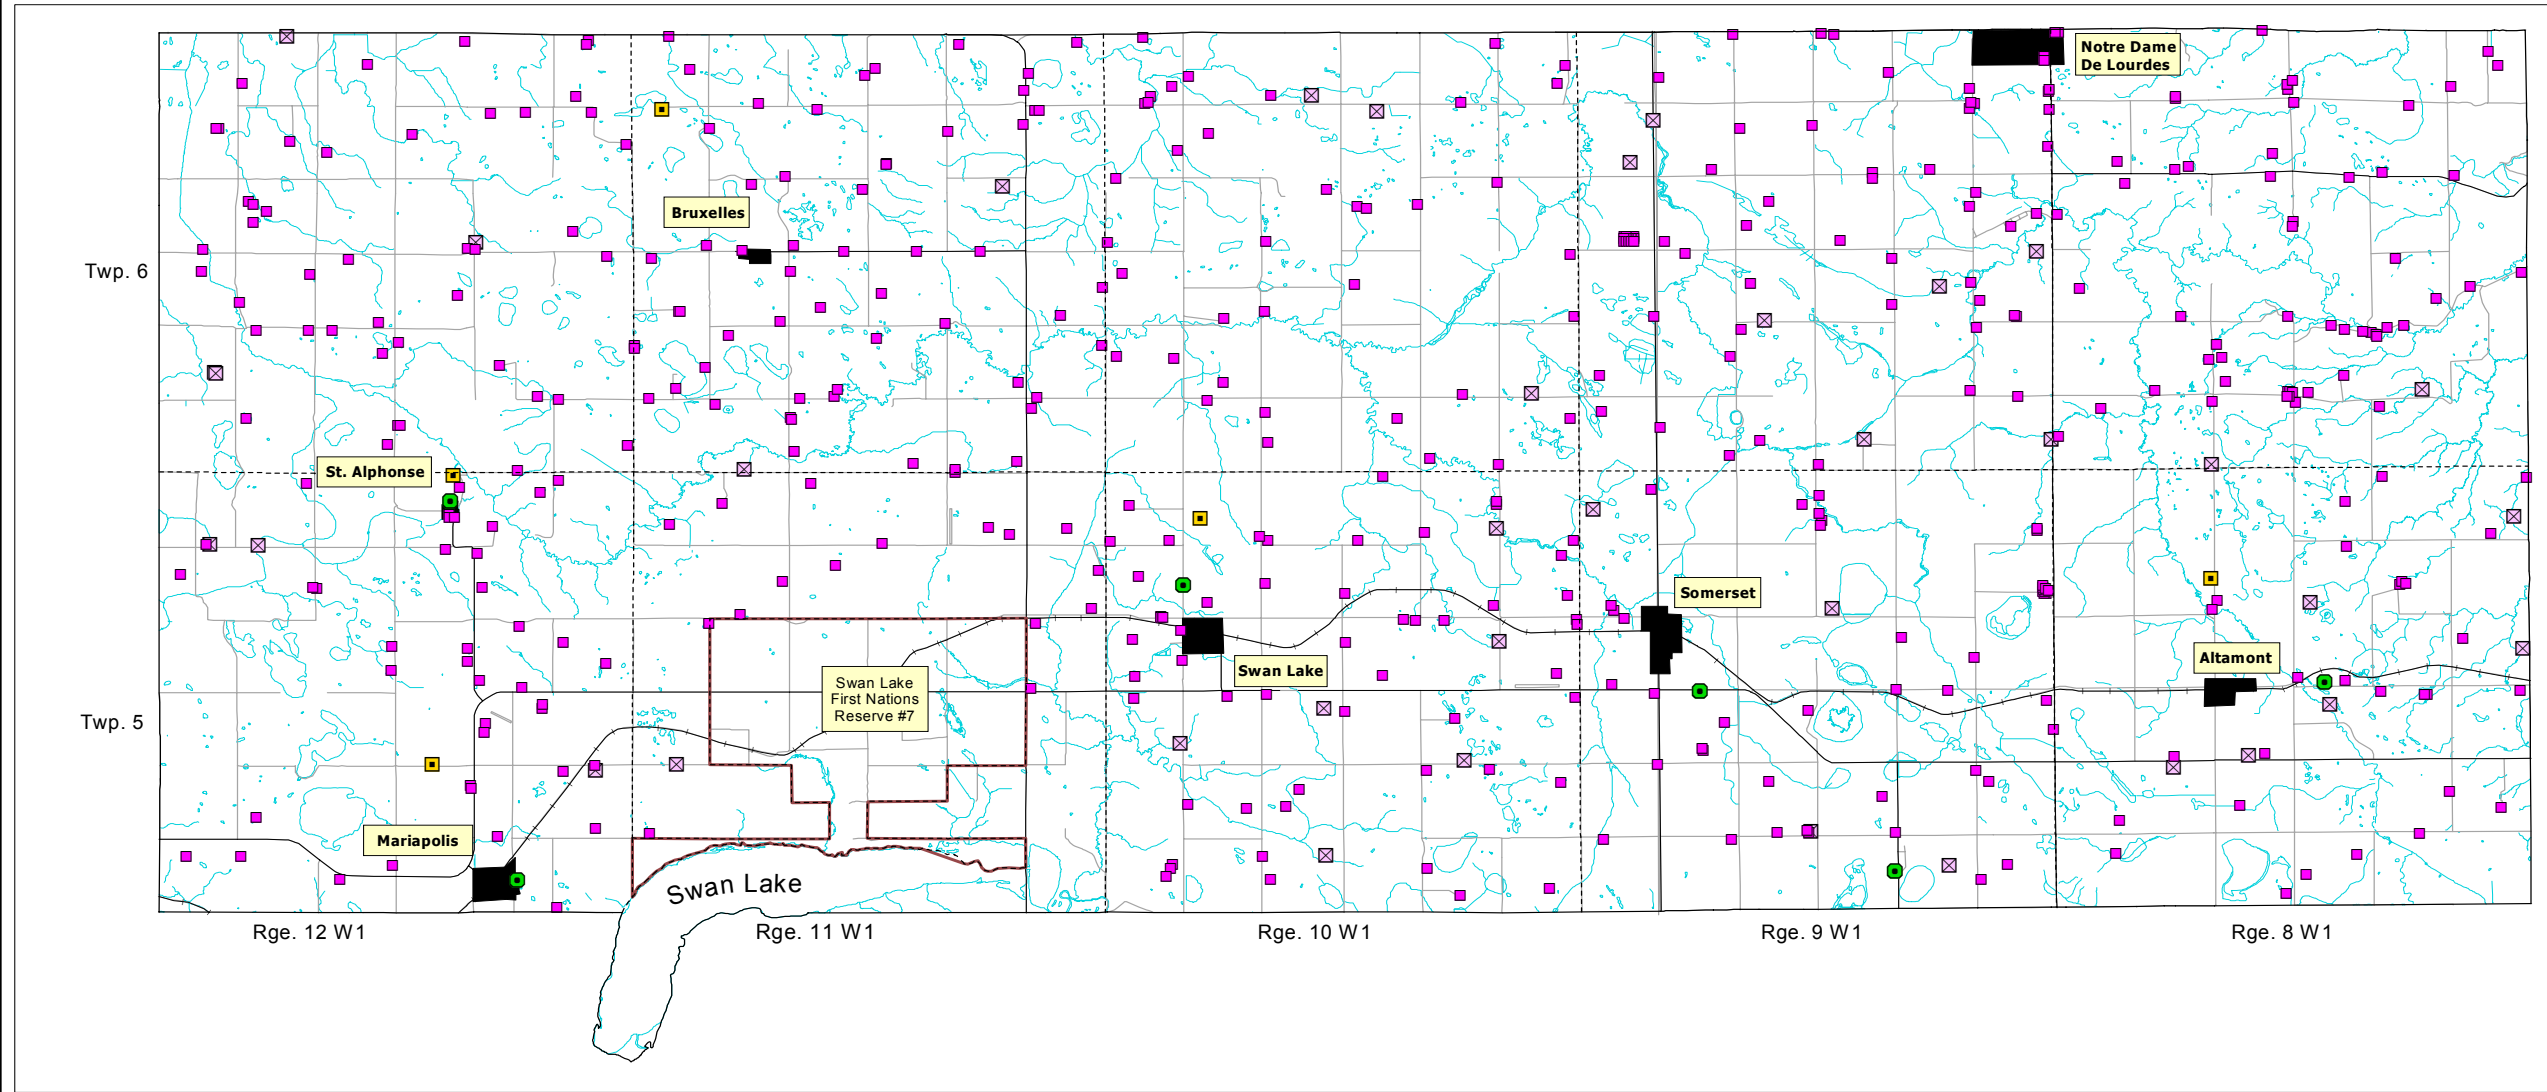 Notre Dame
De Lourdes
Bruxelles
Twp. 6
St. Alphonse
Somerset
Swan Lake
Altamont
Swan Lake
First Nations
Reserve #7
Twp. 5
Mariapolis
Swan Lake
Rge. 12 W1
Rge. 11 W1
Rge. 10 W1
Rge. 9 W1
Rge. 8 W1